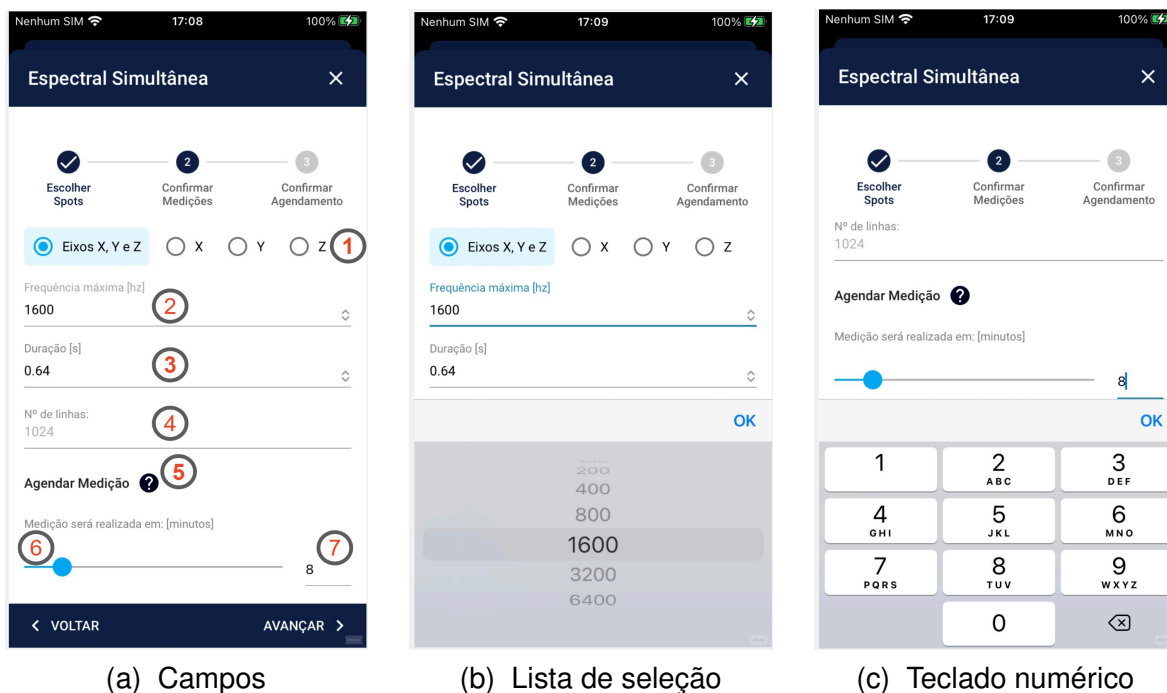 Nenhum SIM 17:08 100%
Espectral Simultânea
2 3
Escolher Spots Confirmar Medições Confirmar Agendamento
Eixos X, Y e Z X Y Z 1
Frequência máxima [hz]
1600 2
Duração [s]
0.64 3
Nº de linhas:
1024 4
Agendar Medição ? 5
Medição será realizada em: [minutos]
6 7
8
VOLTAR AVANÇAR
(a) Campos
Nenhum SIM 17:09 100%
Espectral Simultânea
2 3
Escolher Spots Confirmar Medições Confirmar Agendamento
Eixos X, Y e Z X Y Z
Frequência máxima [hz]
1600
Duração [s]
0.64
OK
200
400
800
1600
3200
6400
(b) Lista de seleção
Nenhum SIM 17:09 100%
Espectral Simultânea
2 3
Escolher Spots Confirmar Medições Confirmar Agendamento
Nº de linhas:
1024
Agendar Medição ?
Medição será realizada em: [minutos]
8
OK
1 2 3
ABC DEF
4 5 6
GHI JKL MNO
7 8 9
PQRS TUV WXYZ
0
(c) Teclado numérico